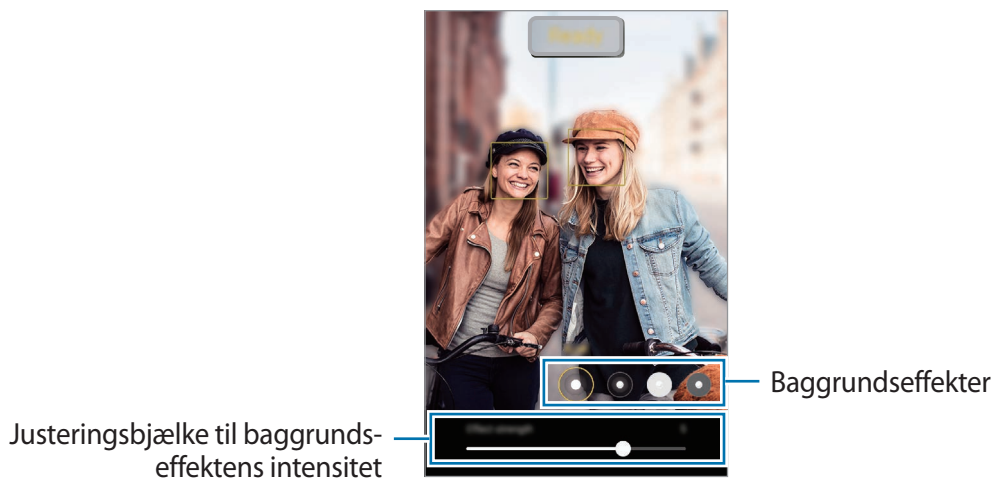 Baggrundseffekter
Justeringsbjælke til baggrunds-
effektens intensitet